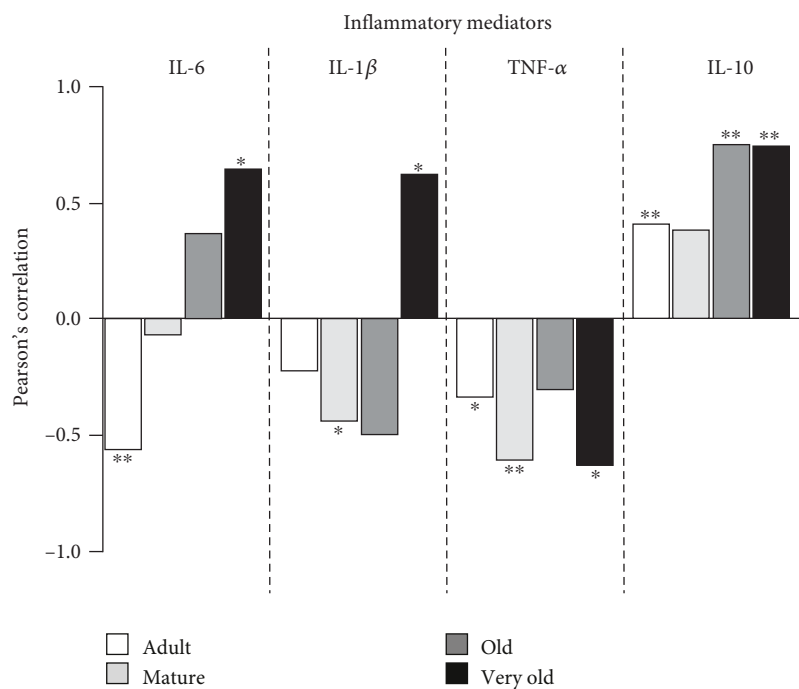 Inflammatory mediators
IL-6 IL-1β TNF-α IL-10
Pearson's correlation
1.0
0.5
0.0
−0.5
−1.0
**
*
*
*
*
**
*
**
** **
Adult
Mature
Old
Very old